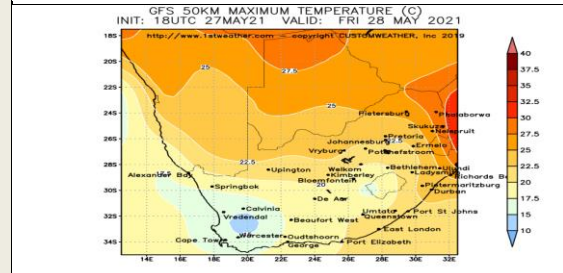 GFS 50KM MAXIMUM TEMPERATURE (C)
INIT: 18UTC 27MAY21 VALID: FRI 28 MAY 2021
http://www.1stweather.com — copyright CUSTOMWEATHER, Inc 2019
18S
20S
22S
24S
26S
28S
30S
32S
34S
14E 16E 18E 20E 22E 24E 26E 28E 30E 32E
40
37.5
35
32.5
30
27.5
25
22.5
20
17.5
15
12.5
10
25
27.5
25
22.5
22.5
20
Pietersburg
Phalaborwa
Skukuza
Nelspruit
Pretoria
Johannesburg
Ermelo
Vryburg
Potchefstroom
Alexander Bay
Upington
Welkom
Kimberley
Bethlehem
Ulundi
Ladysmith
Richards Ba
Bloemfontein
Springbok
Pietermaritzburg
Durban
De Aar
Calvinia
Vredendal
Beaufort West
Umtata
Port St Johns
Queenstown
East London
Cape Town
Worcester
Oudtshoorn
George
Port Elizabeth